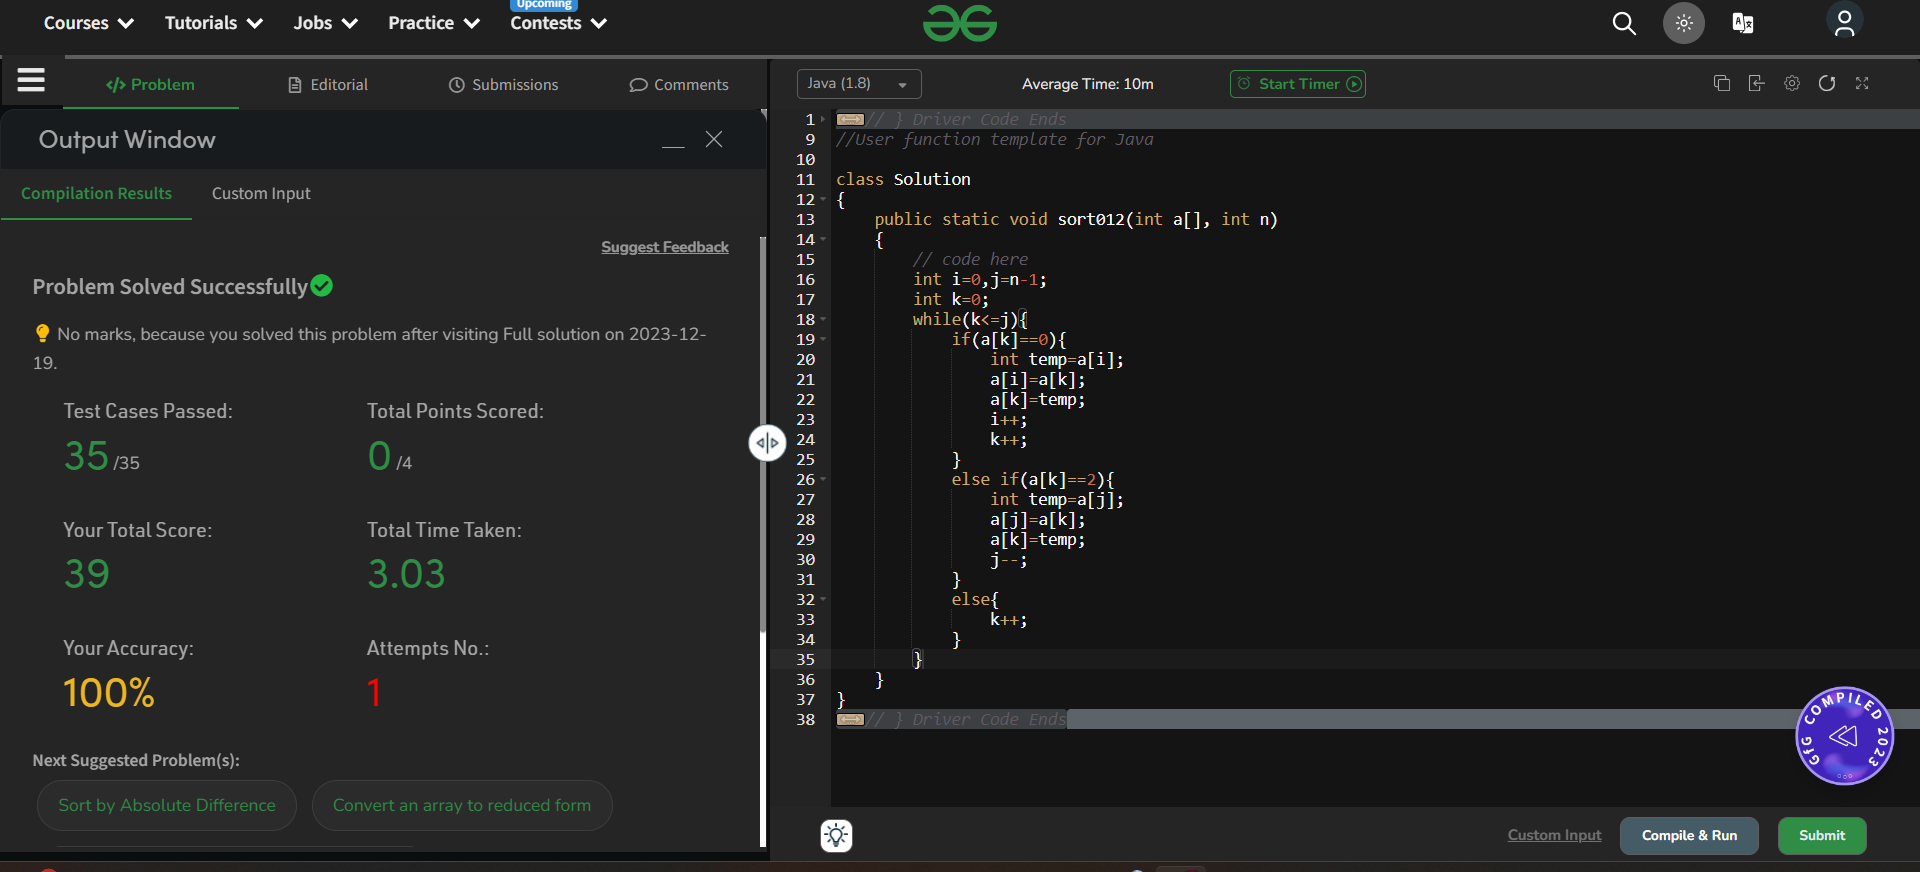 Courses
Tutorials
Jobs
Practice
Upcoming
Contests
</> Problem
Editorial
Submissions
Comments
Java (1.8)
Average Time: 10m
Start Timer
Output Window
Compilation Results
Custom Input
Suggest Feedback
Problem Solved Successfully
No marks, because you solved this problem after visiting Full solution on 2023-12-
19.
Test Cases Passed:
35 /35
Total Points Scored:
0 /4
Your Total Score:
39
Total Time Taken:
3.03
Your Accuracy:
100%
Attempts No.:
1
Next Suggested Problem(s):
Sort by Absolute Difference
Convert an array to reduced form
1 // } Driver Code Ends
9 //User function template for Java
10
11 class Solution
12 {
13 public static void sort012(int a[], int n)
14 {
15 // code here
16 int i=0,j=n-1;
17 int k=0;
18 while(k<=j){
19 if(a[k]==0){
20 int temp=a[i];
21 a[i]=a[k];
22 a[k]=temp;
23 i++;
24 k++;
25 }
26 else if(a[k]==2){
27 int temp=a[j];
28 a[j]=a[k];
29 a[k]=temp;
30 j--;
31 }
32 else{
33 k++;
34 }
35 }
36 }
37 }
38 // } Driver Code Ends
GfG COMPILED 2023
Custom Input
Compile & Run
Submit